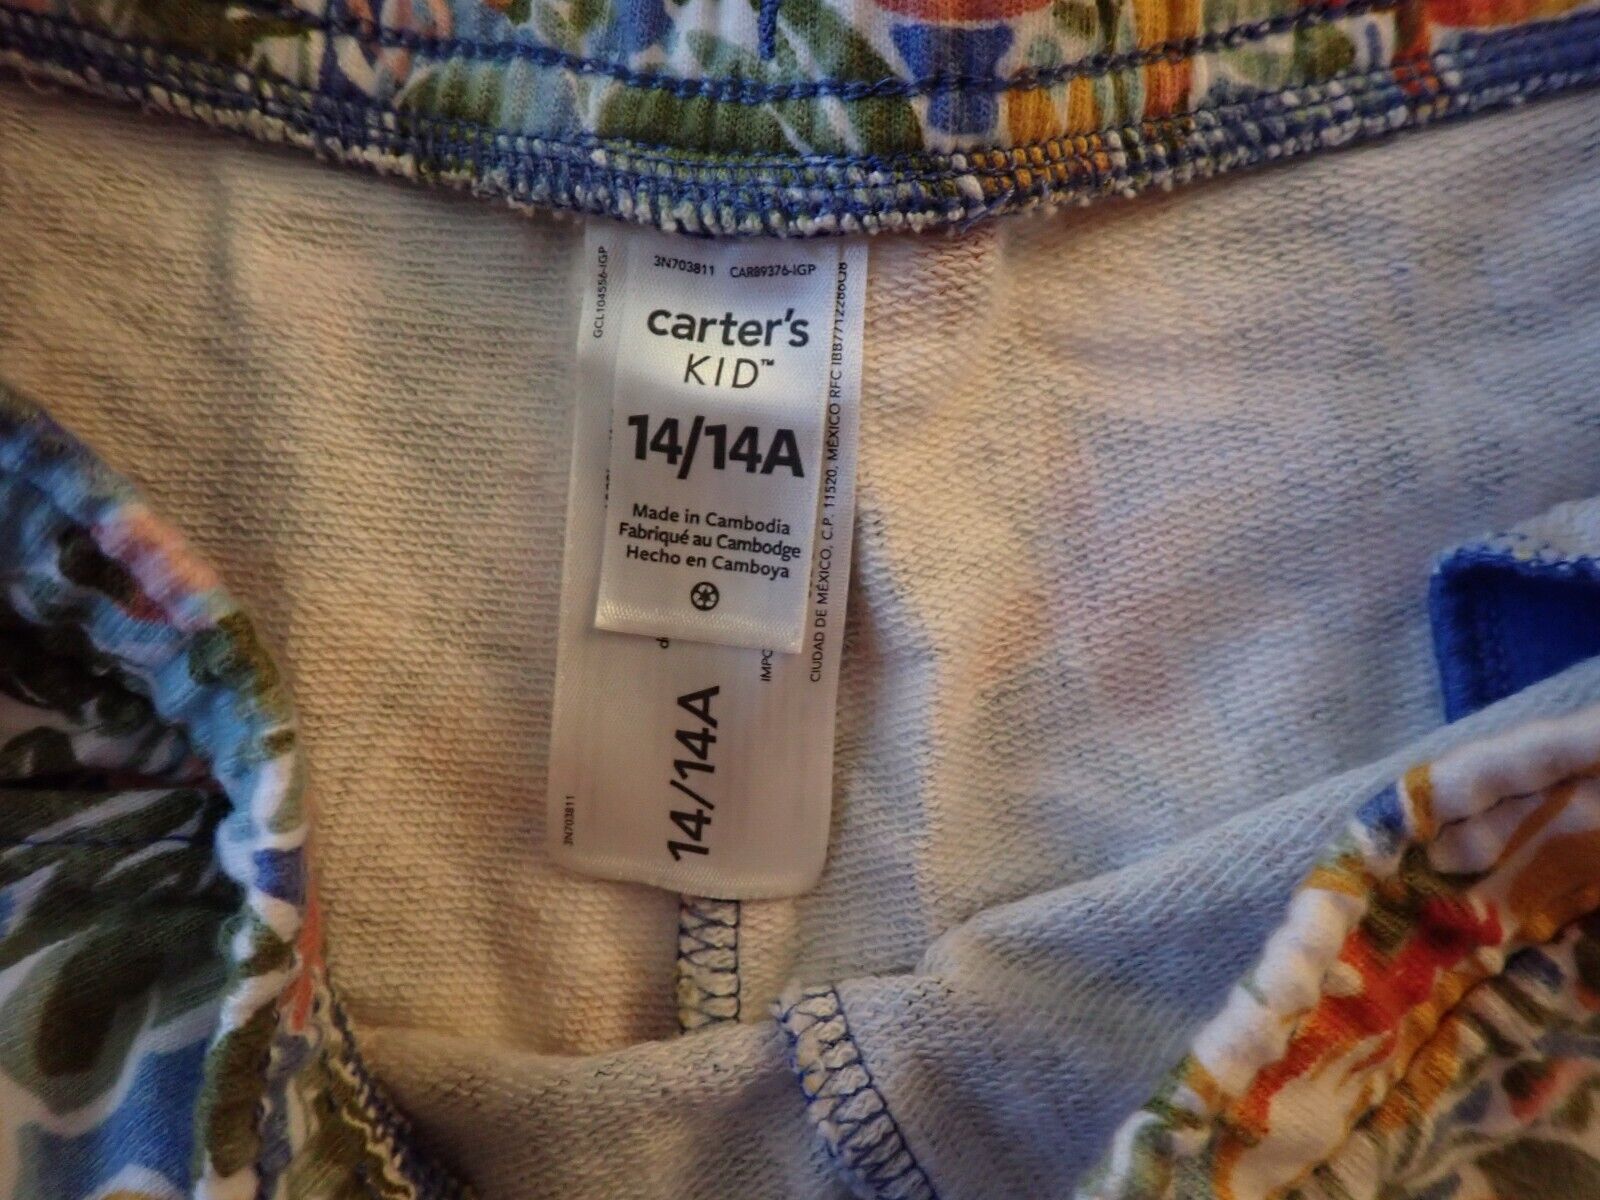 3N703811 CAR89376-IGP
carter's
KID™
14/14A
Made in Cambodia
Fabriqué au Cambodge
Hecho en Camboya
GCL104556-IGP
CIUDAD DE MÉXICO, C.P. 11520, MÉXICO RFC
14/14A
3N703811